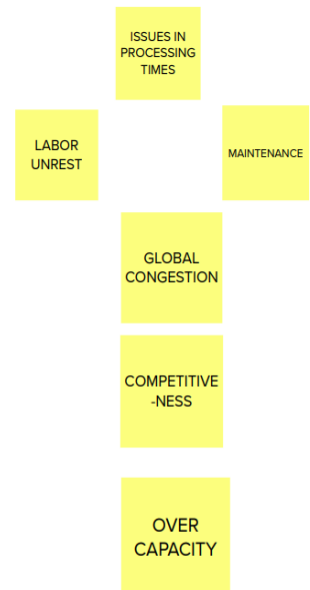 ISSUES IN
PROCESSING
TIMES
LABOR
UNREST
MAINTENANCE
GLOBAL
CONGESTION
COMPETITIVE
-NESS
OVER
CAPACITY